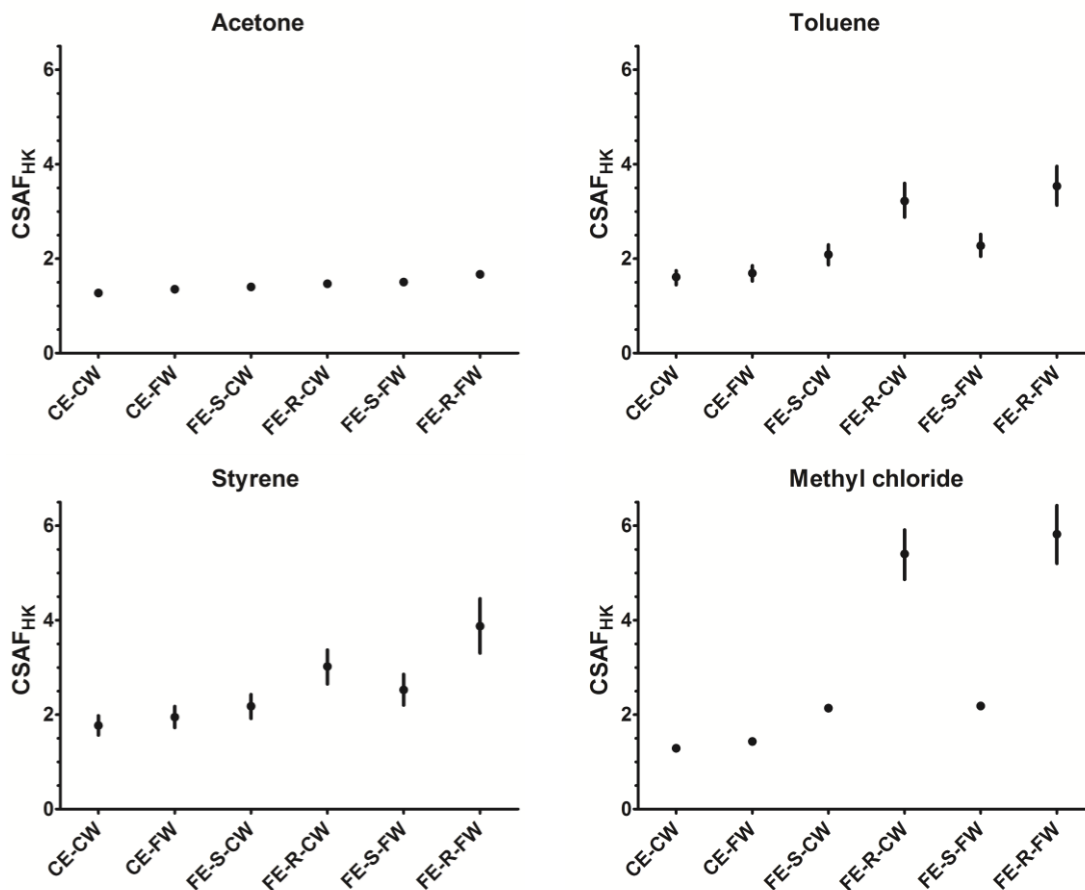 Acetone
CSAFHK
6
4
2
0
CE-CW
CE-FW
FE-S-CW
FE-R-CW
FE-S-FW
FE-R-FW
Toluene
CSAFHK
6
4
2
0
CE-CW
CE-FW
FE-S-CW
FE-R-CW
FE-S-FW
FE-R-FW
Styrene
CSAFHK
6
4
2
0
CE-CW
CE-FW
FE-S-CW
FE-R-CW
FE-S-FW
FE-R-FW
Methyl chloride
CSAFHK
6
4
2
0
CE-CW
CE-FW
FE-S-CW
FE-R-CW
FE-S-FW
FE-R-FW